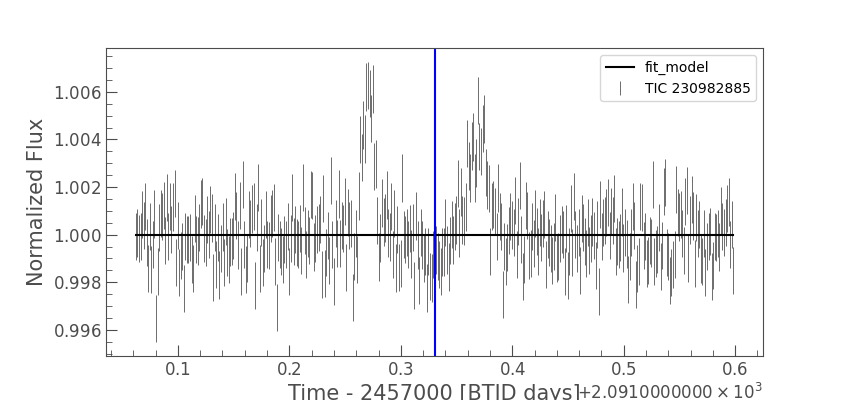 fit_model
TIC 230982885
1.006
1.004
1.002
1.000
0.998
0.996
Normalized Flux
0.1 0.2 0.3 0.4 0.5 0.6
Time - 2457000 [BTJD days]
+2.0910000000 × 10³